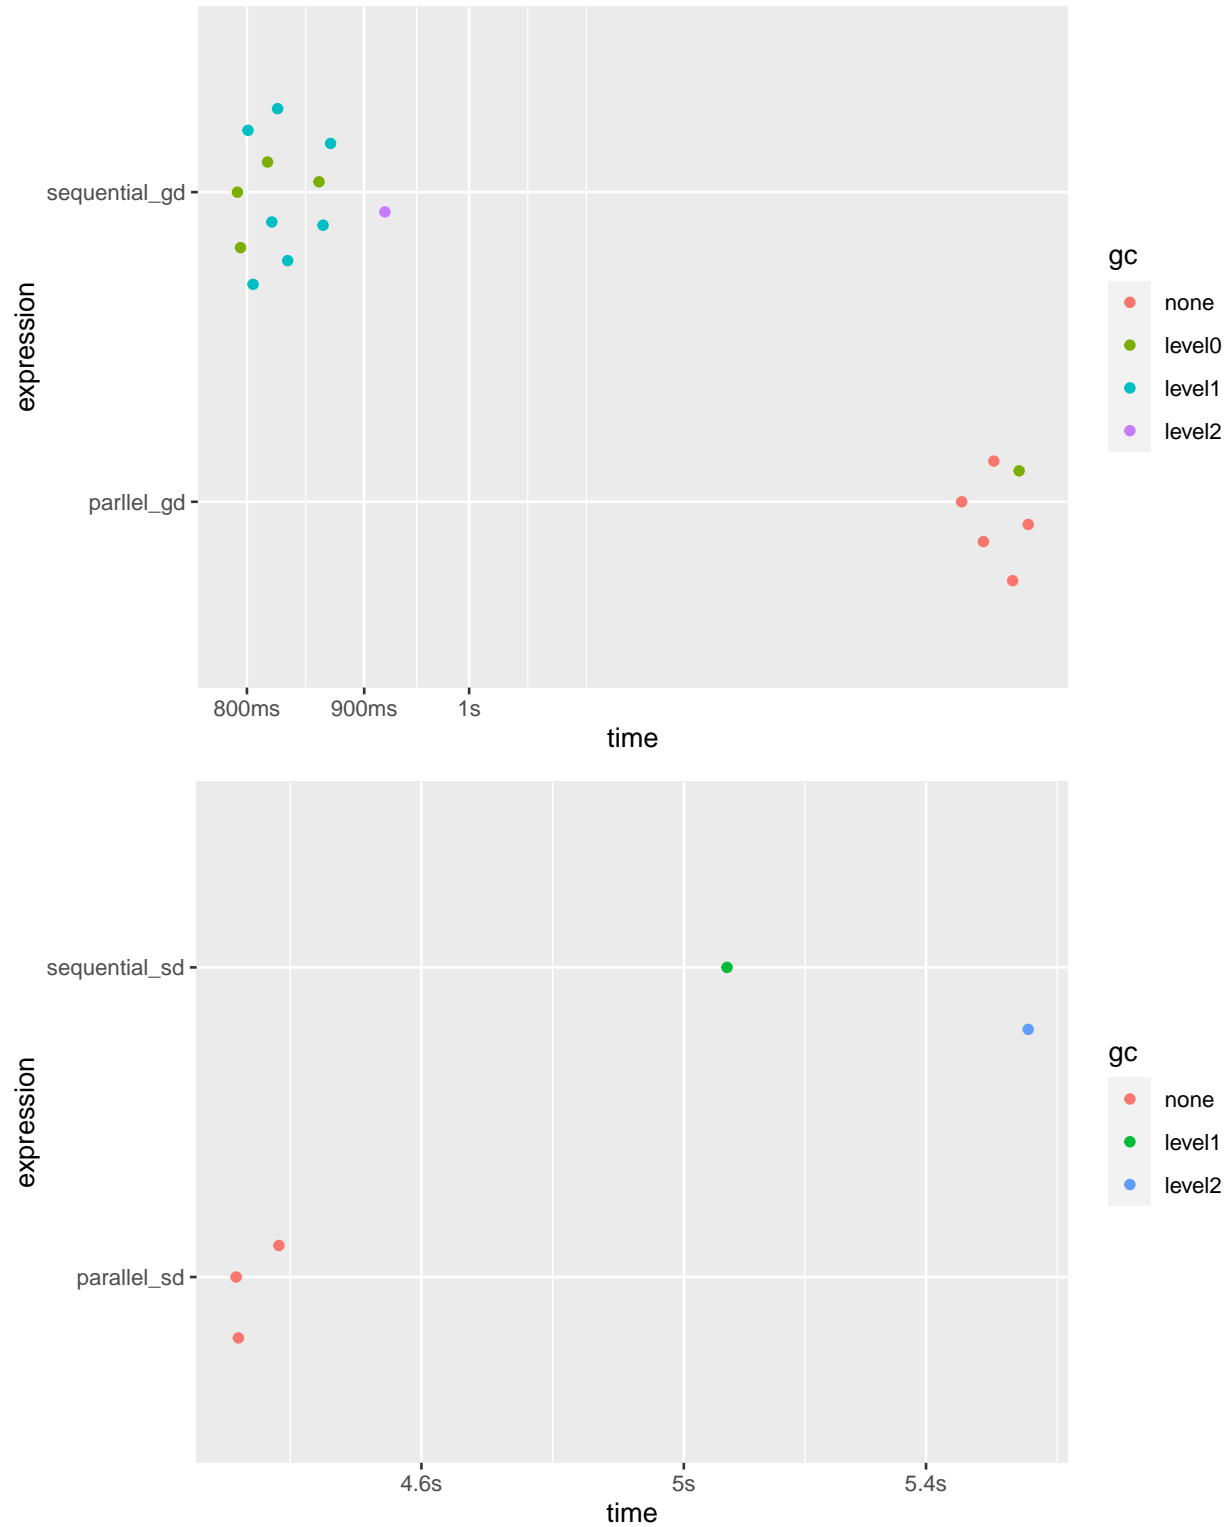 expression
sequential_gd
parllel_gd
800ms 900ms 1s
time
gc
none
level0
level1
level2
expression
sequential_sd
parallel_sd
4.6s 5s 5.4s
time
gc
none
level1
level2